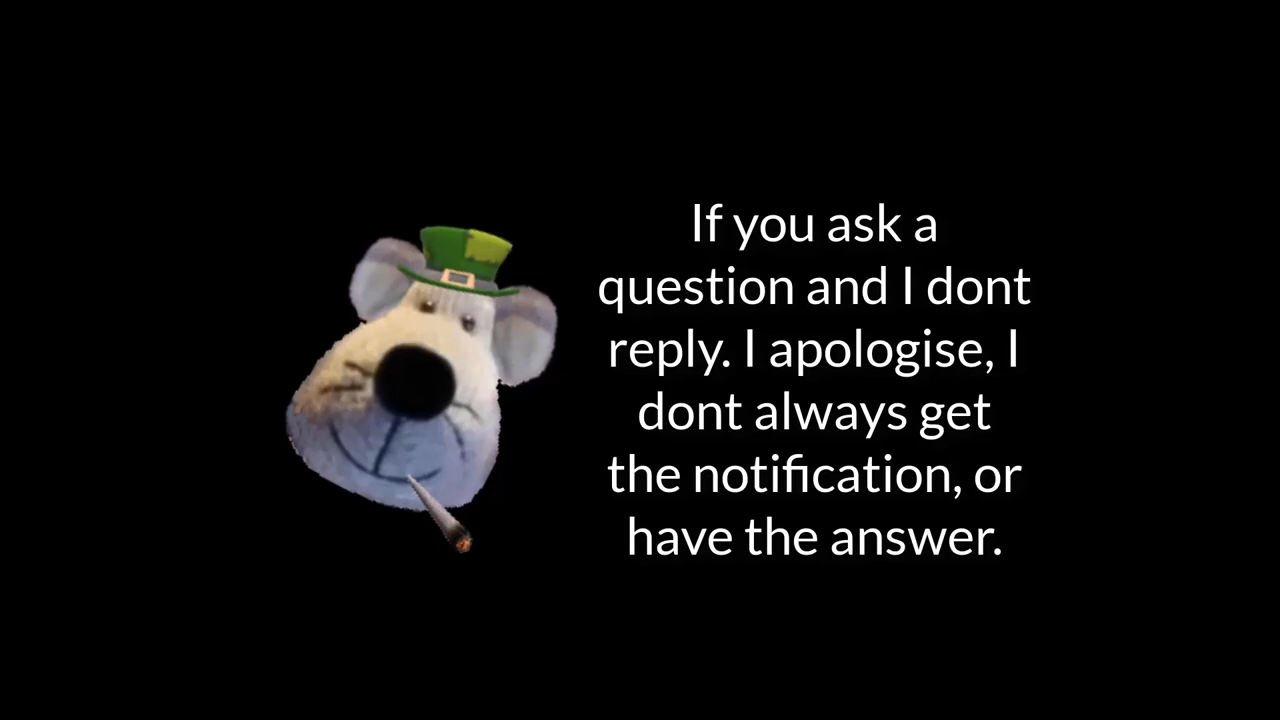 If you ask a
question and I dont
reply. I apologise, I
dont always get
the notification, or
have the answer.